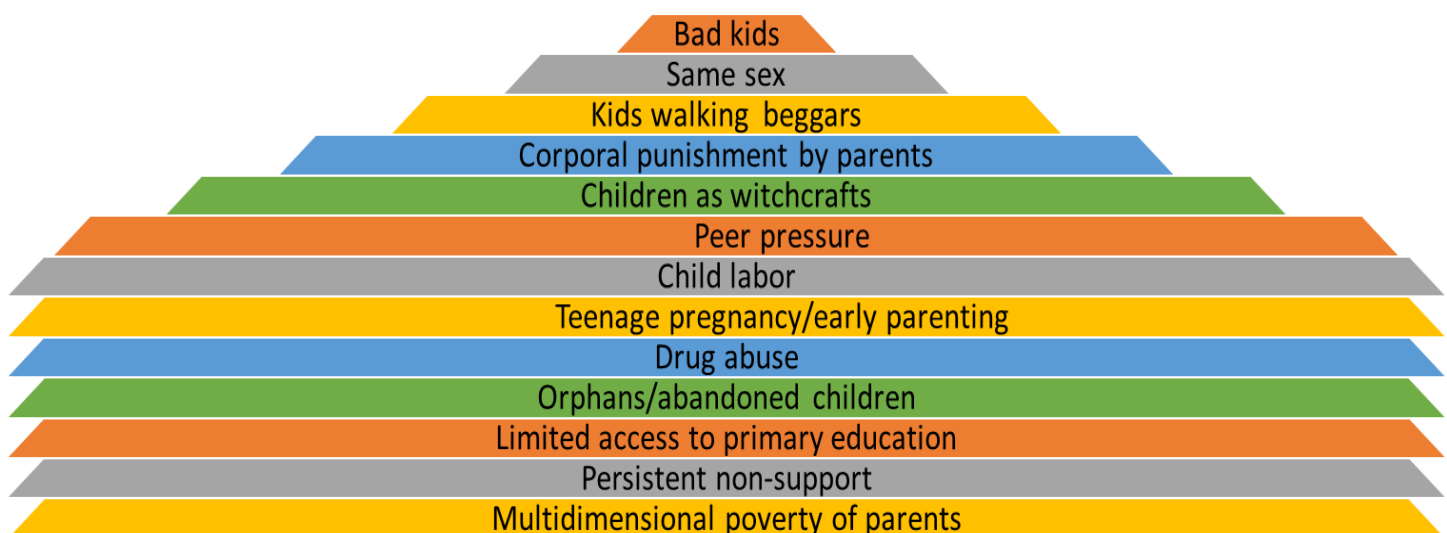 Bad kids
Same sex
Kids walking beggars
Corporal punishment by parents
Children as witchcrafts
Peer pressure
Child labor
Teenage pregnancy/early parenting
Drug abuse
Orphans/abandoned children
Limited access to primary education
Persistent non-support
Multidimensional poverty of parents